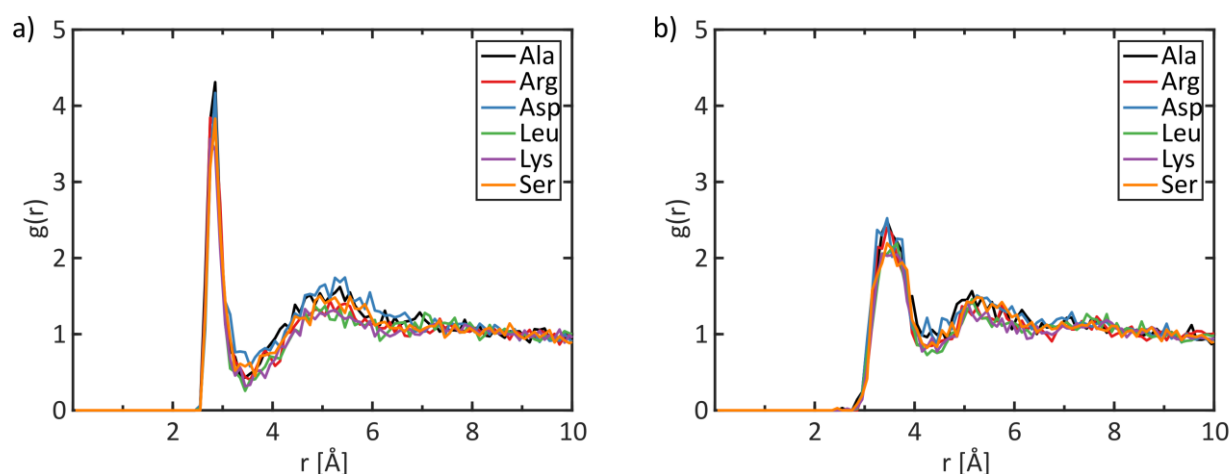 a)
5
4
3
2
1
0
g(r)
2 4 6 8 10
r [Å]
Ala
Arg
Asp
Leu
Lys
Ser
b)
5
4
3
2
1
0
g(r)
2 4 6 8 10
r [Å]
Ala
Arg
Asp
Leu
Lys
Ser